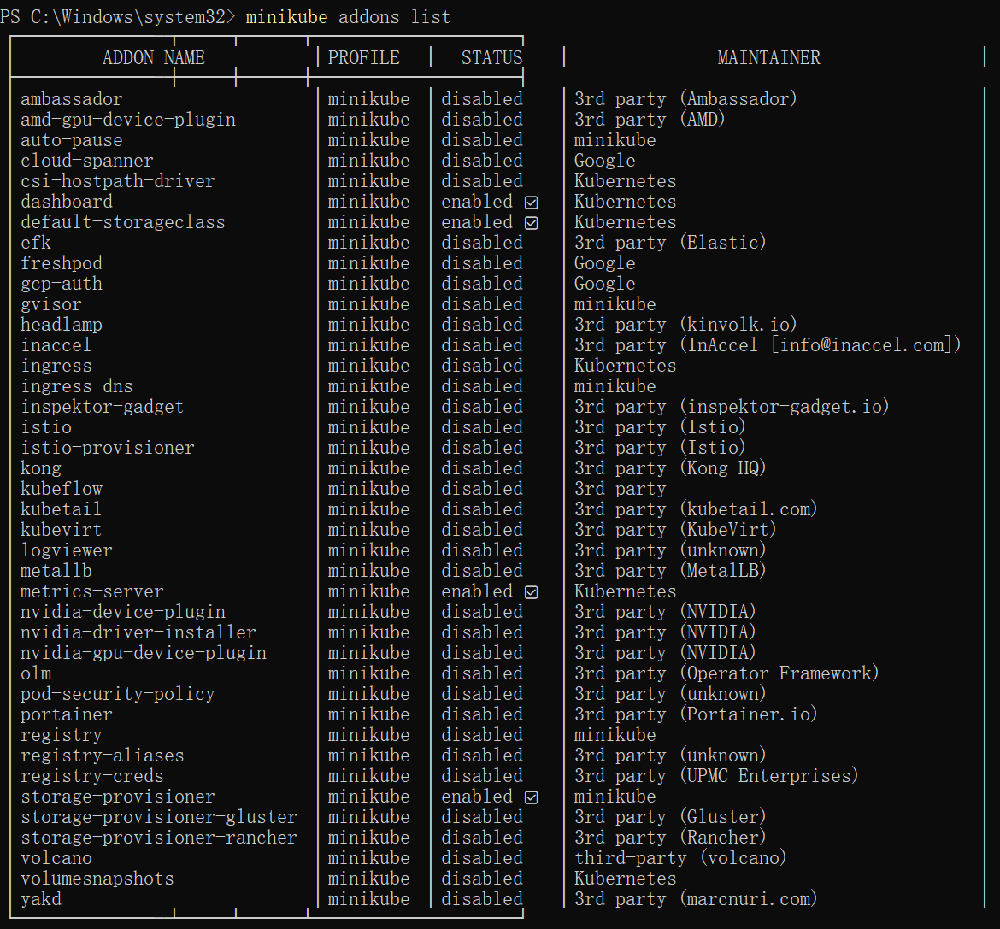 PS C:\Windows\system32> minikube addons list
ADDON NAME | PROFILE | STATUS | MAINTAINER
ambassador | minikube | disabled | 3rd party (Ambassador)
amd-gpu-device-plugin | minikube | disabled | 3rd party (AMD)
auto-pause | minikube | disabled | minikube
cloud-spanner | minikube | disabled | Google
csi-hostpath-driver | minikube | disabled | Kubernetes
dashboard | minikube | enabled ☑ | Kubernetes
default-storageclass | minikube | enabled ☑ | Kubernetes
efk | minikube | disabled | 3rd party (Elastic)
freshpod | minikube | disabled | Google
gcp-auth | minikube | disabled | Google
gvisor | minikube | disabled | minikube
headlamp | minikube | disabled | 3rd party (kinvolk.io)
inaccel | minikube | disabled | 3rd party (InAccel [info@inaccel.com])
ingress | minikube | disabled | Kubernetes
ingress-dns | minikube | disabled | minikube
inspektor-gadget | minikube | disabled | 3rd party (inspektor-gadget.io)
istio | minikube | disabled | 3rd party (Istio)
istio-provisioner | minikube | disabled | 3rd party (Istio)
kong | minikube | disabled | 3rd party (Kong HQ)
kubeflow | minikube | disabled | 3rd party
kubetail | minikube | disabled | 3rd party (kubetail.com)
kubevirt | minikube | disabled | 3rd party (KubeVirt)
logviewer | minikube | disabled | 3rd party (unknown)
metallb | minikube | disabled | 3rd party (MetalLB)
metrics-server | minikube | enabled ☑ | Kubernetes
nvidia-device-plugin | minikube | disabled | 3rd party (NVIDIA)
nvidia-driver-installer | minikube | disabled | 3rd party (NVIDIA)
nvidia-gpu-device-plugin | minikube | disabled | 3rd party (NVIDIA)
olm | minikube | disabled | 3rd party (Operator Framework)
pod-security-policy | minikube | disabled | 3rd party (unknown)
portainer | minikube | disabled | 3rd party (Portainer.io)
registry | minikube | disabled | minikube
registry-aliases | minikube | disabled | 3rd party (unknown)
registry-creds | minikube | disabled | 3rd party (UPMC Enterprises)
storage-provisioner | minikube | enabled ☑ | minikube
storage-provisioner-gluster | minikube | disabled | 3rd party (Gluster)
storage-provisioner-rancher | minikube | disabled | 3rd party (Rancher)
volcano | minikube | disabled | third-party (volcano)
volumesnapshots | minikube | disabled | Kubernetes
yakd | minikube | disabled | 3rd party (marcnuri.com)